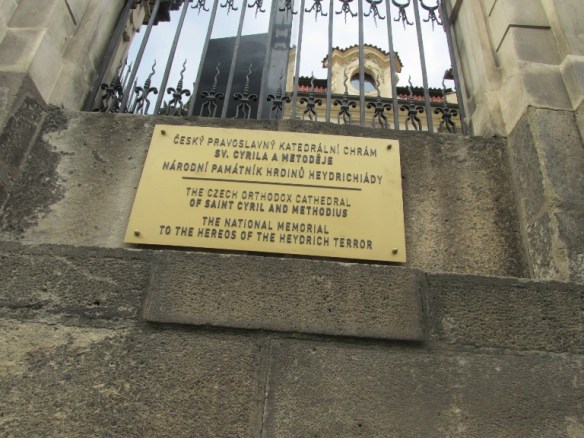 ČESKÝ PRAVOSLAVNÝ KATEDRÁLNÍ CHRÁM
SV. CYRILA A METODĚJE
NÁRODNÍ PAMÁTNÍK HRDINŮ HEYDRICHIÁDY
THE CZECH ORTHODOX CATHEDRAL
OF SAINT CYRIL AND METHODIUS
THE NATIONAL MEMORIAL
TO THE HEREOS OF THE HEYDRICH TERROR